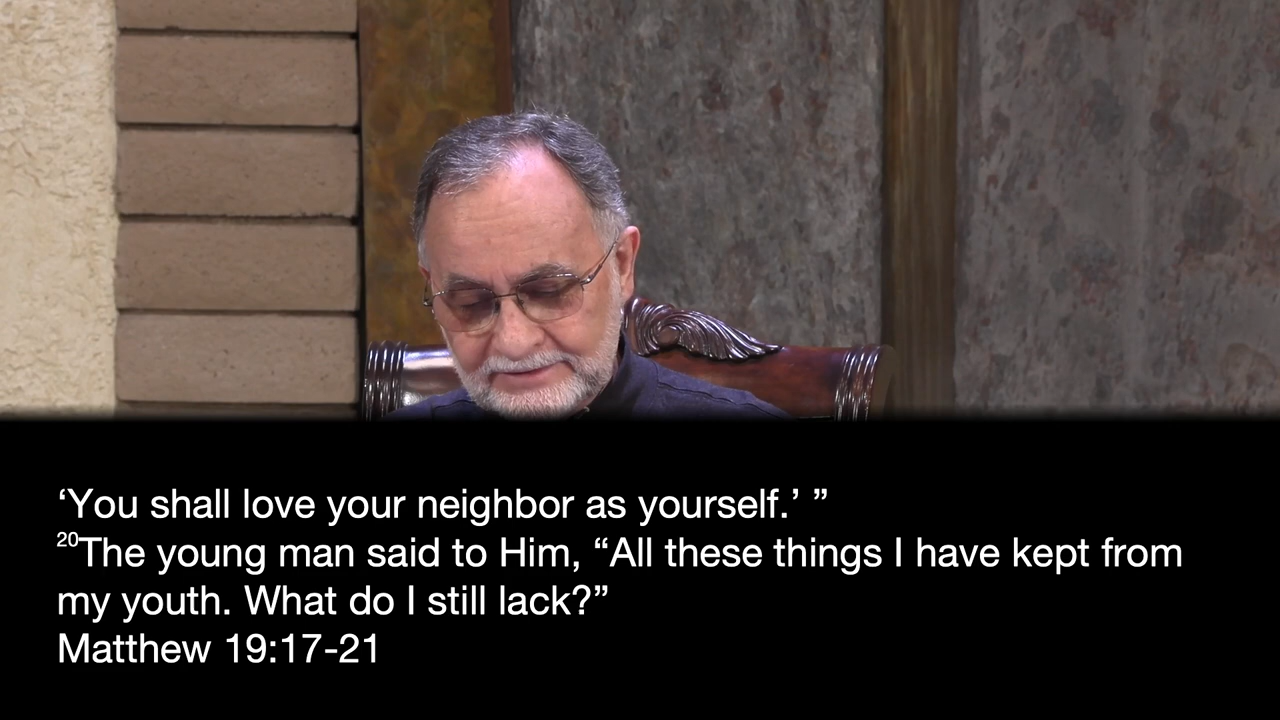 ‘You shall love your neighbor as yourself.’ ”
20The young man said to Him, “All these things I have kept from
my youth. What do I still lack?”
Matthew 19:17-21